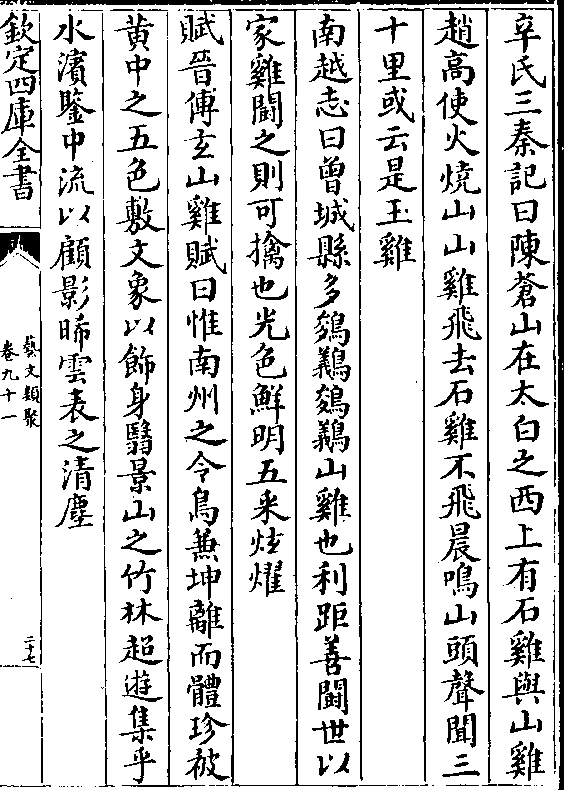 辛氏三秦記曰陳蒼山在太白之西上有石雞與山雞
趙高使火燒山山雞飛去石雞不飛晨鳴山頭聲聞三
十里或云是玉雞
南越志曰曾城縣多鵕鸃鵕鸃山雞也利距善鬬世以
家雞鬬之則可擒也光色鮮明五采炫燿
賦晉傅玄山雞賦曰惟南州之令鳥兼坤離而體珍被
黄中之五色敷文象以飾身翳景山之竹林超遊集乎
水濱鑒中流以顧影晞雲表之清塵
欽定四庫全書
藝文類聚
卷九十一
二十七